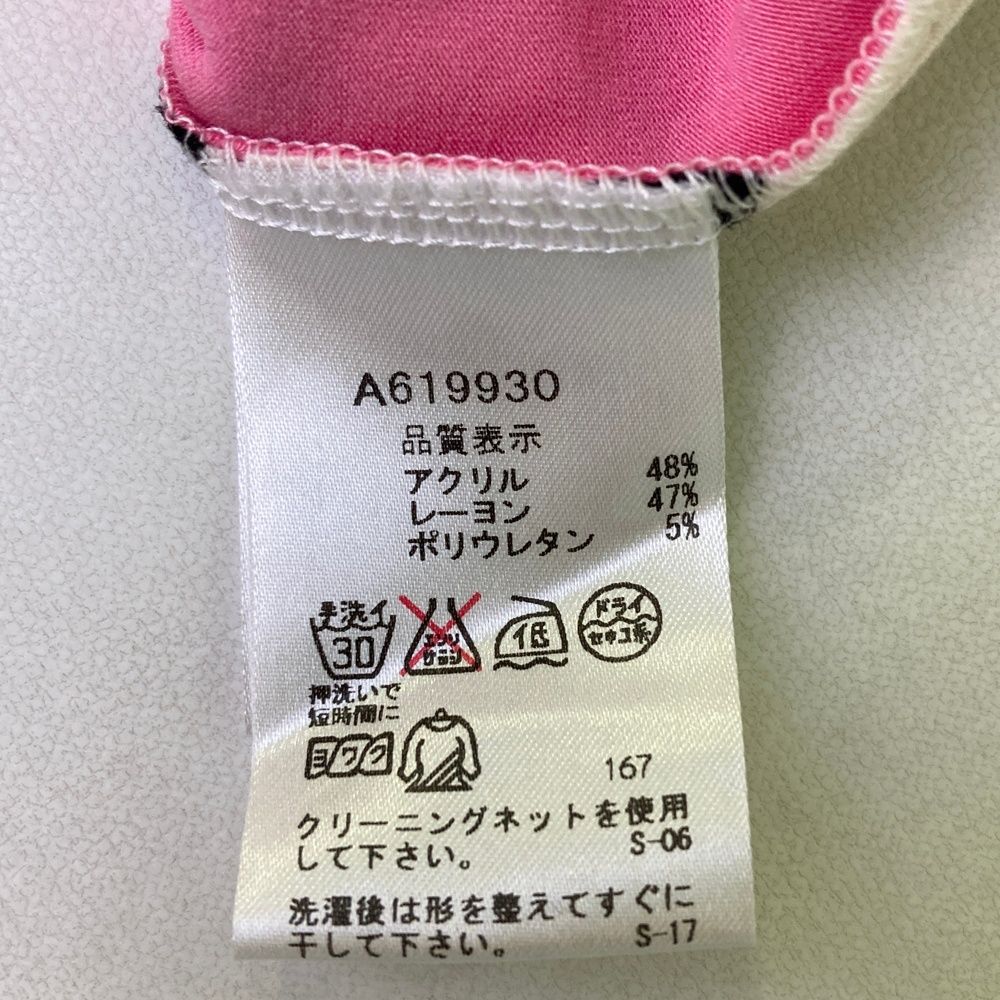 A619930
品質表示
アクリル 48%
レーヨン 47%
ポリウレタン 5%
手洗イ
30
エンソ
サラシ
低
ドライ
セキユ系
押洗いで
短時間に
ヨワク
167
クリーニングネットを使用
して下さい。 S-06
洗濯後は形を整えてすぐに
干して下さい。 S-17